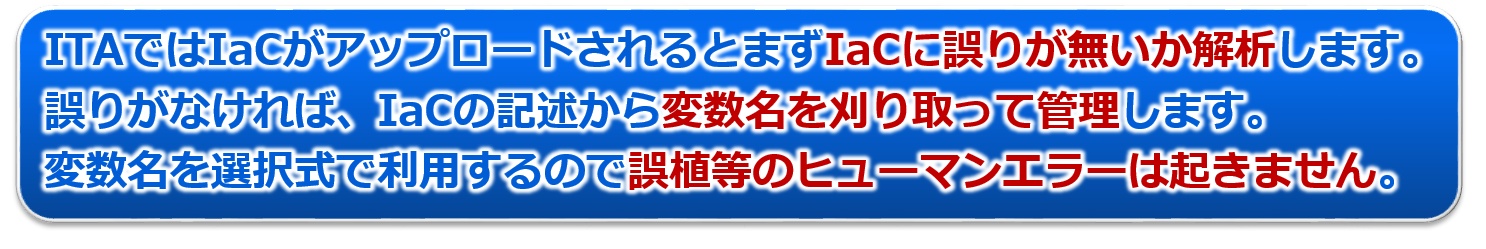 ITAではIaCがアップロードされるとまずIaCに誤りが無いか解析します。
誤りがなければ、IaCの記述から変数名を刈り取って管理します。
変数名を選択式で利用するので誤植等のヒューマンエラーは起きません。